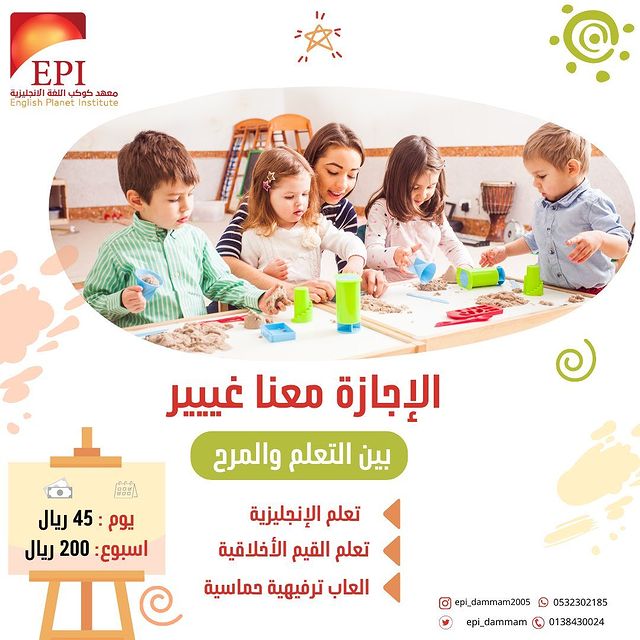 EPI
معهد كوكب اللغة الانجليزية
English Planet Institute
الإجازة معنا غيييير
بين التعلم والمرح
تعلم الإنجليزية
تعلم القيم الأخلاقية
العاب ترفيهية حماسية
يوم : 45 ريال
اسبوع: 200 ريال
epi_dammam2005 0532302185
epi_dammam 0138430024